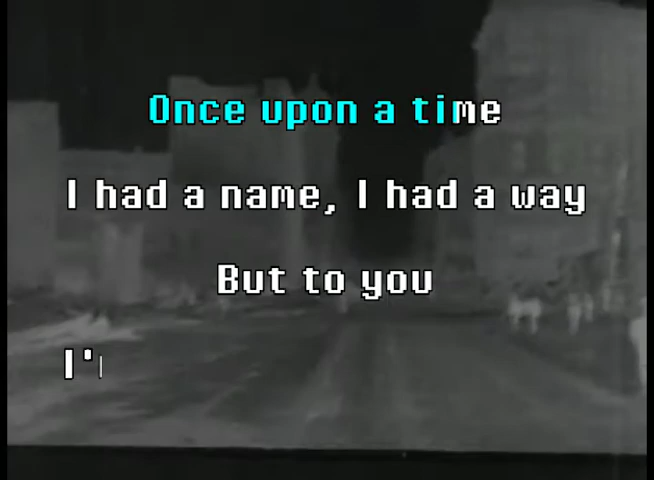 Once upon a time
I had a name, I had a way
But to you
I'